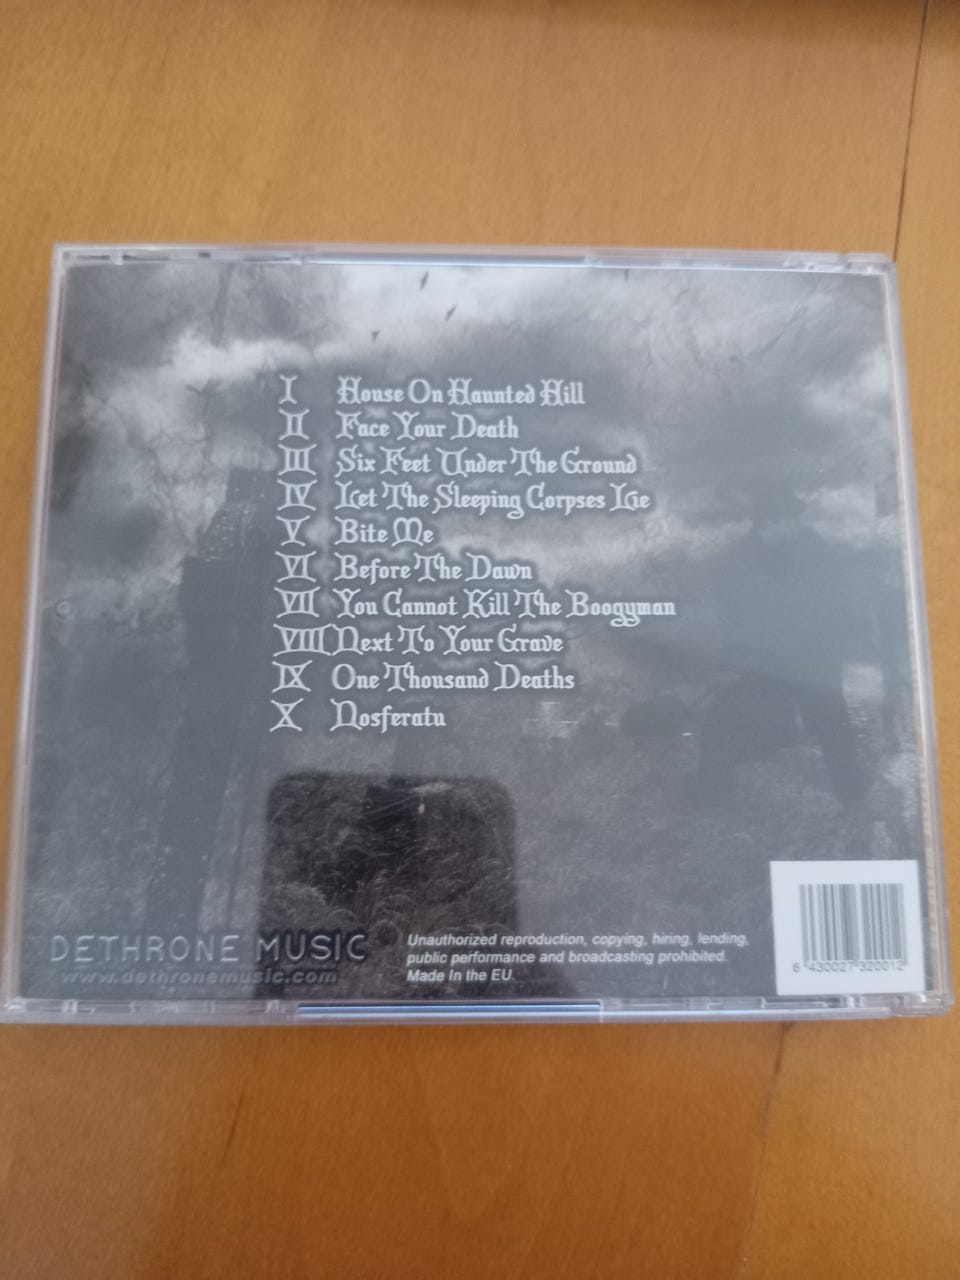 I House On Haunted Hill
II Face Your Death
III Six Feet Under The Ground
IV Let The Sleeping Corpses Lie
V Bite Me
VI Before The Dawn
VII You Cannot Kill The Boogyman
VIII Next To Your Grave
IX One Thousand Deaths
X Nosferatu
DETHRONE MUSIC
www.dethronemusic.com
Unauthorized reproduction, copying, hiring, lending,
public performance and broadcasting prohibited.
Made In the EU.
6 430027 320012